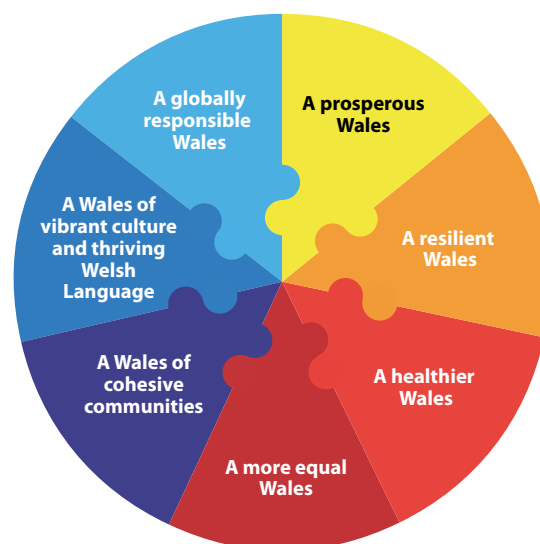 A prosperous
Wales
A resilient
Wales
A healthier
Wales
A more equal
Wales
A Wales of
cohesive
communities
A Wales of
vibrant culture
and thriving
Welsh
Language
A globally
responsible
Wales